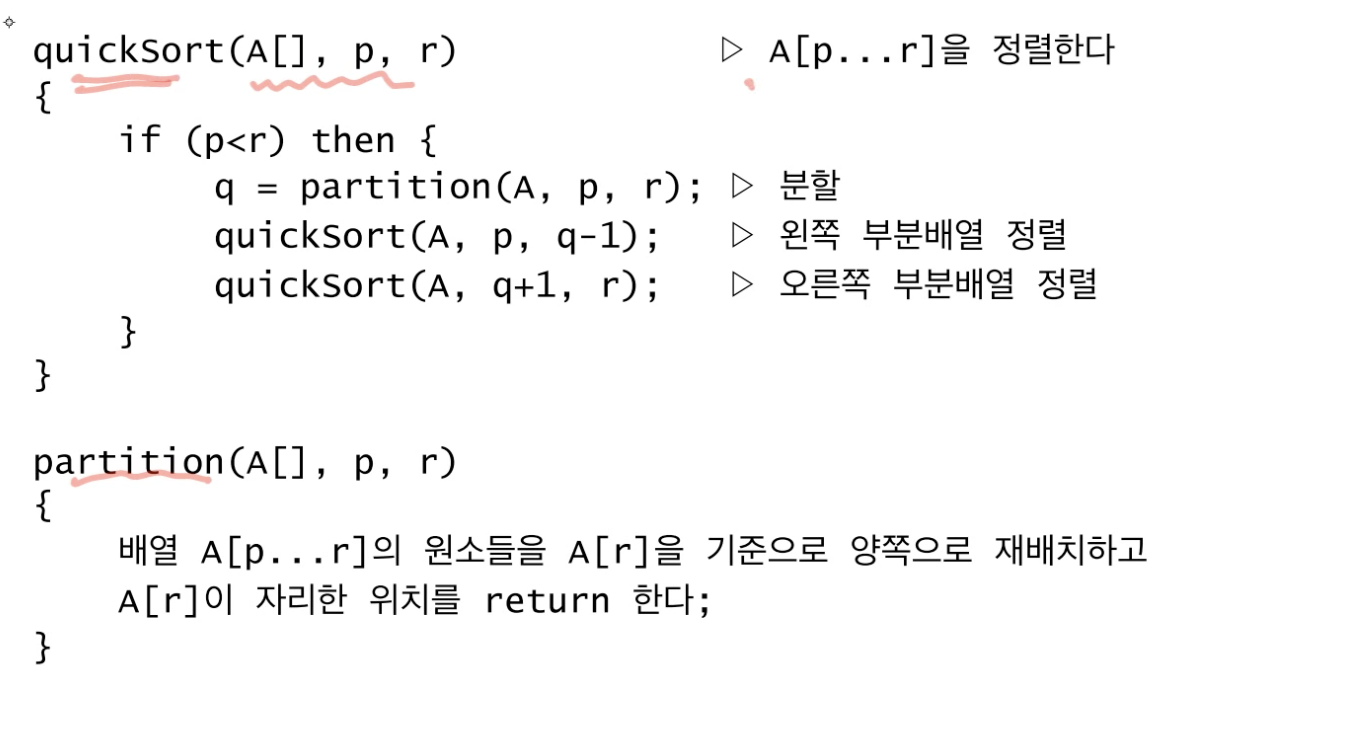 quickSort(A[], p, r) ▷ A[p...r]을 정렬한다
{
if (p<r) then {
q = partition(A, p, r); ▷ 분할
quickSort(A, p, q-1); ▷ 왼쪽 부분배열 정렬
quickSort(A, q+1, r); ▷ 오른쪽 부분배열 정렬
}
}
partition(A[], p, r)
{
배열 A[p...r]의 원소들을 A[r]을 기준으로 양쪽으로 재배치하고
A[r]이 자리한 위치를 return 한다;
}